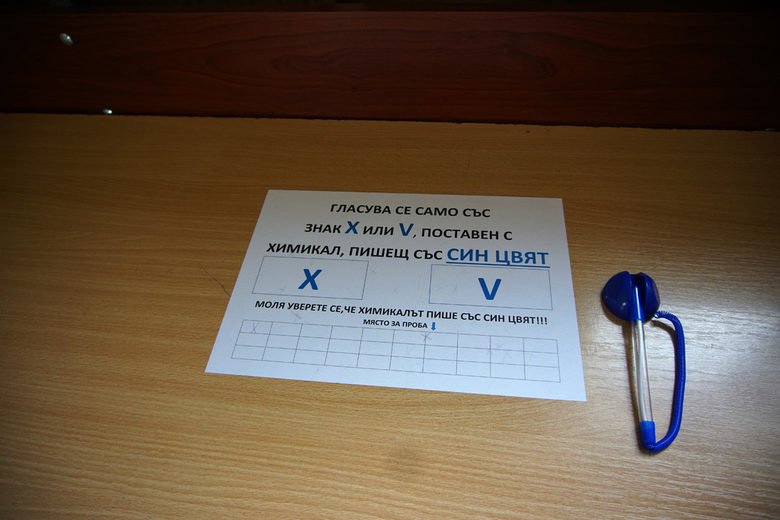 ГЛАСУВА СЕ САМО СЪС
ЗНАК X ИЛИ V, ПОСТАВЕН С
ХИМИКАЛ, ПИШЕЩ СЪС СИН ЦВЯТ
X V
МОЛЯ УВЕРЕТЕ СЕ,ЧЕ ХИМИКАЛЪТ ПИШЕ СЪС СИН ЦВЯТ!!!
МЯСТО ЗА ПРОБА ⬇